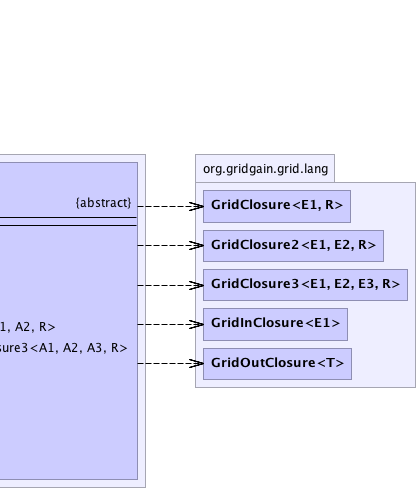 org.gridgain.grid.lang
{abstract}
GridClosure<E1, R>
GridClosure2<E1, E2, R>
GridClosure3<E1, E2, E3, R>
GridInClosure<E1>
1, A2, R>
sure3<A1, A2, A3, R>
GridOutClosure<T>